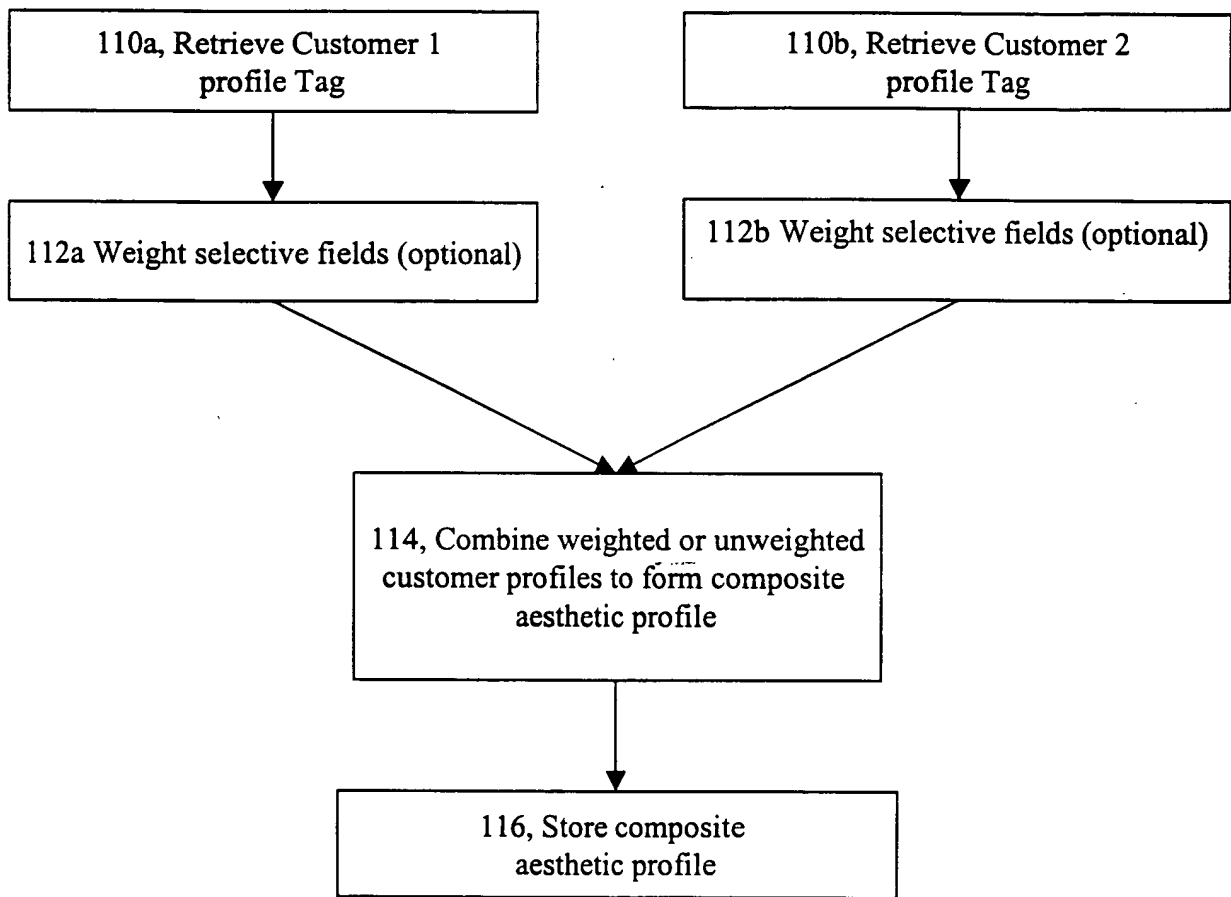 110a, Retrieve Customer 1
profile Tag
110b, Retrieve Customer 2
profile Tag
112a Weight selective fields (optional)
112b Weight selective fields (optional)
114, Combine weighted or unweighted
customer profiles to form composite
aesthetic profile
116, Store composite
aesthetic profile